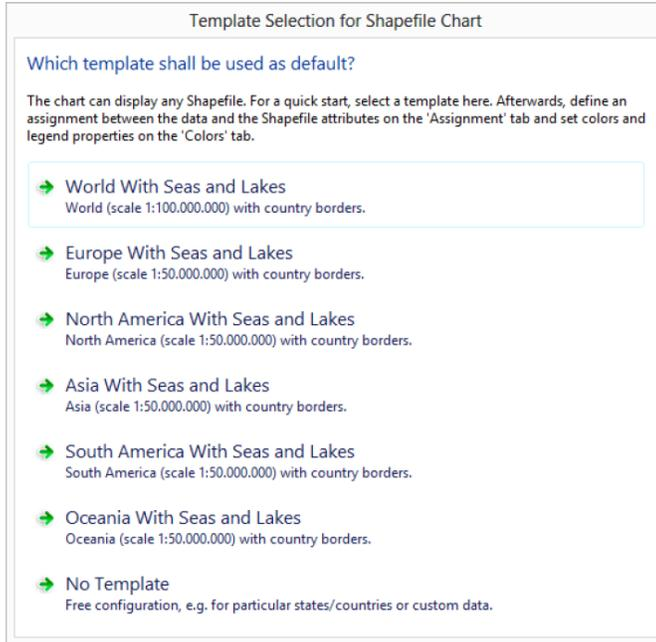 Template Selection for Shapefile Chart
Which template shall be used as default?
The chart can display any Shapefile. For a quick start, select a template here. Afterwards, define an
assignment between the data and the Shapefile attributes on the 'Assignment' tab and set colors and
legend properties on the 'Colors' tab.
World With Seas and Lakes
World (scale 1:100.000.000) with country borders.
Europe With Seas and Lakes
Europe (scale 1:50.000.000) with country borders.
North America With Seas and Lakes
North America (scale 1:50.000.000) with country borders.
Asia With Seas and Lakes
Asia (scale 1:50.000.000) with country borders.
South America With Seas and Lakes
South America (scale 1:50.000.000) with country borders.
Oceania With Seas and Lakes
Oceania (scale 1:50.000.000) with country borders.
No Template
Free configuration, e.g. for particular states/countries or custom data.